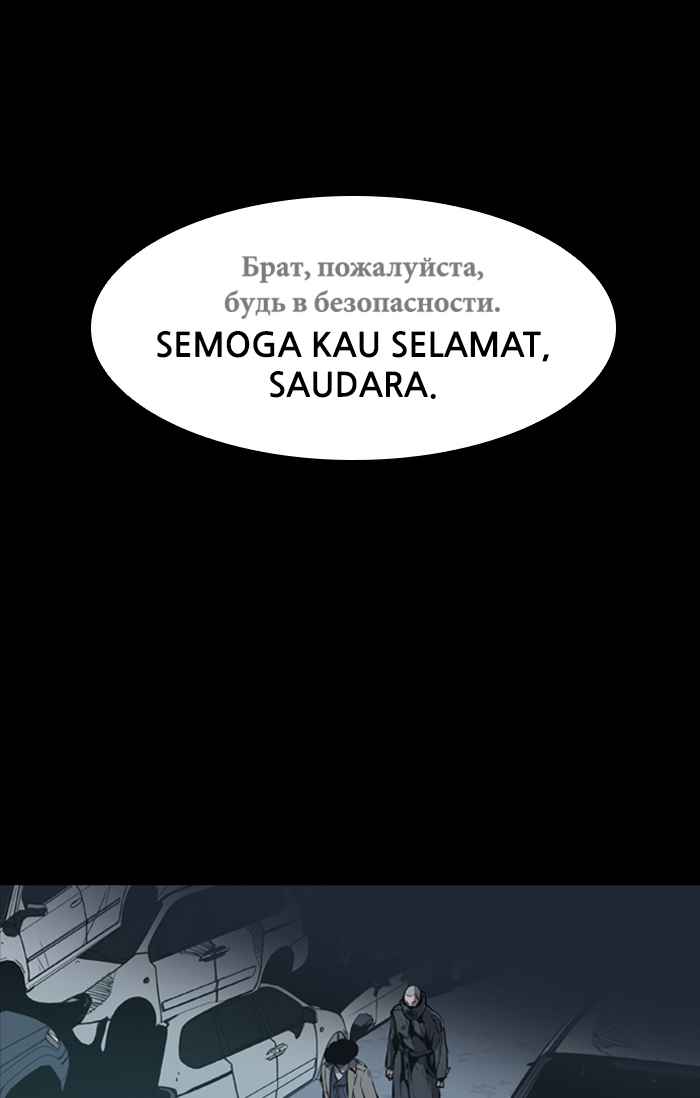 Брат, пожалуйста,
будь в безопасности.
SEMOGA KAU SELAMAT,
SAUDARA.